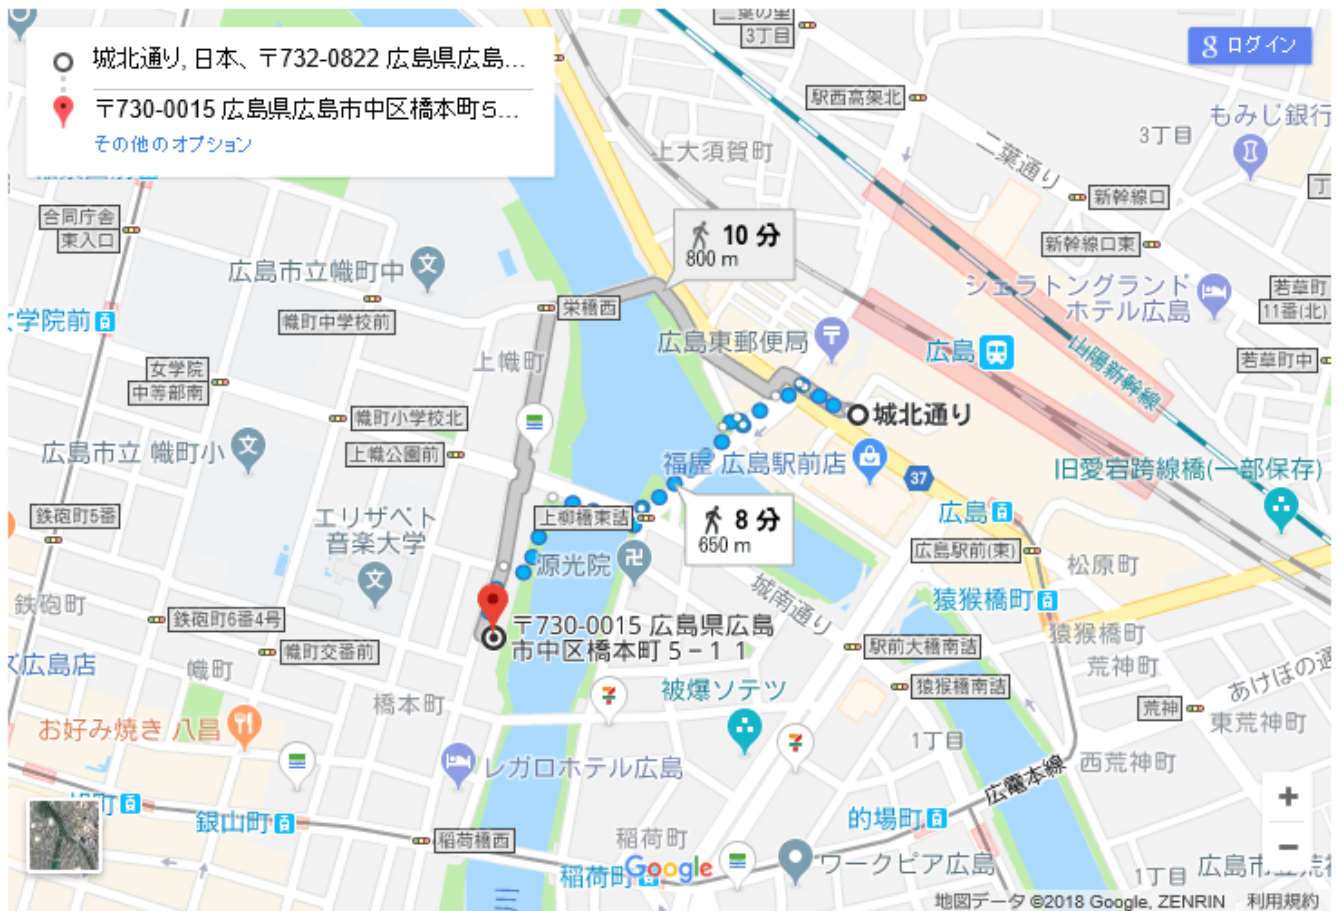 城北通り, 日本、 〒732-0822 広島県広島...
〒730-0015 広島県広島市中区橋本町5...
その他のオプション
ログイン
二葉の里
3丁目
駅西高架北
もみじ銀行
3丁目
二葉通り
上大須賀町
新幹線口
合同庁舎
東入口
10 分
800 m
新幹線口東
広島市立幟町中
シェラトングランド
ホテル広島
若草町
11番(北)
栄橋西
女学院前
幟町中学校前
広島東郵便局
広島
山陽新幹線
若草町中
上幟町
女学院
中等部南
幟町小学校北
城北通り
広島市立 幟町小
上幟公園前
福屋 広島駅前店
37
旧愛宕跨線橋(一部保存)
鉄砲町5番
エリザベト
音楽大学
上柳橋東詰
8 分
650 m
広島
広島駅前(東)
源光院
松原町
城南通り
猿猴橋町
鉄砲町
鉄砲町6番4号
〒730-0015 広島県広島
市中区橋本町5-11
猿猴橋町
幟町交番前
駅前大橋南詰
荒神町
広島店
幟町
被爆ソテツ
猿猴橋南詰
あけぼの通
橋本町
荒神
東荒神町
お好み焼き 八昌
1丁目
西荒神町
レガロホテル広島
広電本線
銀山町
的場町
稲荷橋西
稲荷町
稲荷町
Google
ワークピア広島
1丁目
広島市立荒神
地図データ ©2018 Google, ZENRIN
利用規約